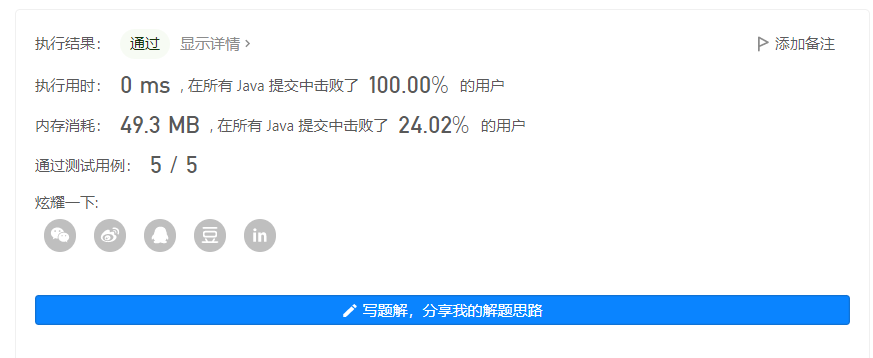 执行结果： 通过 显示详情 › 添加备注
执行用时： 0 ms , 在所有 Java 提交中击败了 100.00% 的用户
内存消耗： 49.3 MB , 在所有 Java 提交中击败了 24.02% 的用户
通过测试用例： 5 / 5
炫耀一下:
豆 in
写题解，分享我的解题思路